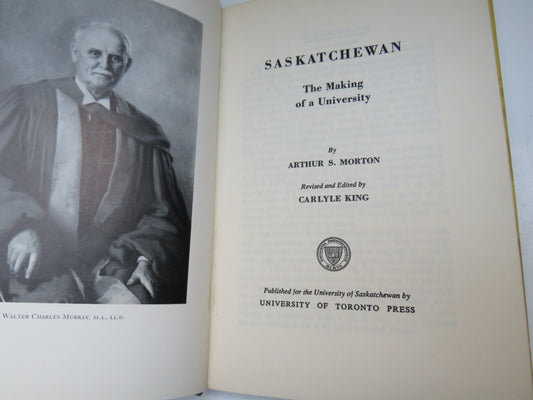 WALTER CHARLES MURRAY, M.A., LL.D.
SASKATCHEWAN
The Making
of a University
By
ARTHUR S. MORTON
Revised and Edited by
CARLYLE KING
Published for the University of Saskatchewan by
UNIVERSITY OF TORONTO PRESS